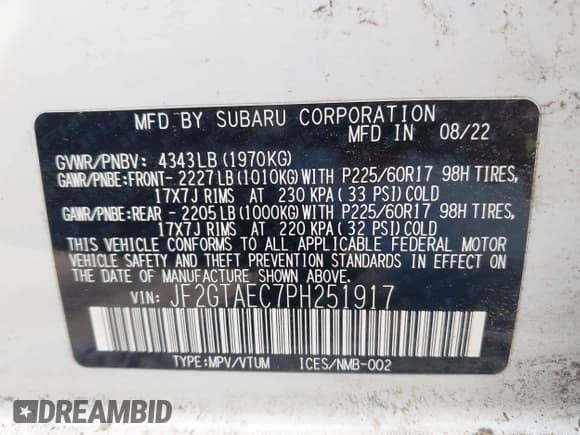 MFD BY SUBARU CORPORATION
MFD IN 08/22
GVWR/PNBV: 4343LB (1970KG)
GAWR/PNBE:FRONT- 2227LB (1010KG) WITH P225/60R17 98H TIRES,
17X7J RIMS AT 230 KPA (33 PSI) COLD
GAWR/PNBE:REAR - 2205LB (1000KG) WITH P225/60R17 98H TIRES,
17X7J RIMS AT 220 KPA (32 PSI) COLD
THIS VEHICLE CONFORMS TO ALL APPLICABLE FEDERAL MOTOR
VEHICLE SAFETY AND THEFT PREVENTION STANDARDS IN EFFECT
ON THE DATE OF MANUFACTURE SHOWN ABOVE.
VIN: JF2GTAEC7PH251917
TYPE:MPV/VTUM ICES/NMB-002
DREAMBID